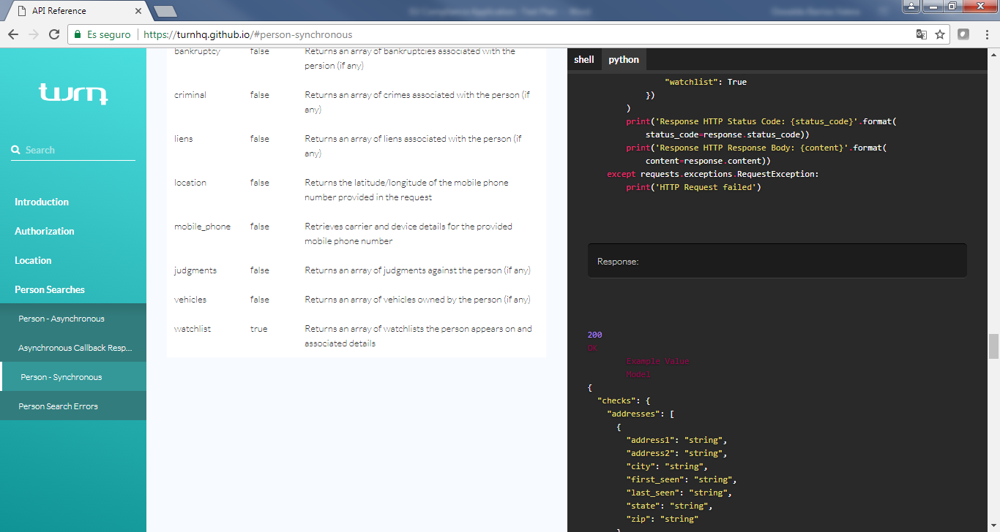 API Reference
Es seguro | https://turnhq.github.io/#person-synchronous
turn
Search
Introduction
Authorization
Location
Person Searches
Person - Asynchronous
Asynchronous Callback Resp...
Person - Synchronous
Person Search Errors
bankruptcy false Returns an array of bankruptcies associated with the
persion (if any)
criminal false Returns an array of crimes associated with the person (if
any)
liens false Returns an array of liens associated with the person (if
any)
location false Returns the latitude/longitude of the mobile phone
number provided in the request
mobile_phone false Retrieves carrier and device details for the provided
mobile phone number
judgments false Returns an array of judgments against the person (if any)
vehicles false Returns an array of vehicles owned by the person (if any)
watchlist true Returns an array of watchlists the person appears on and
associated details
shell python
"watchlist": True
})
)
print('Response HTTP Status Code: {status_code}'.format(
status_code=response.status_code))
print('Response HTTP Response Body: {content}'.format(
content=response.content))
except requests.exceptions.RequestException:
print('HTTP Request failed')
Response:
200
OK
Example Value
Model
{
"checks": {
"addresses": [
{
"address1": "string",
"address2": "string",
"city": "string",
"first_seen": "string",
"last_seen": "string",
"state": "string",
"zip": "string"